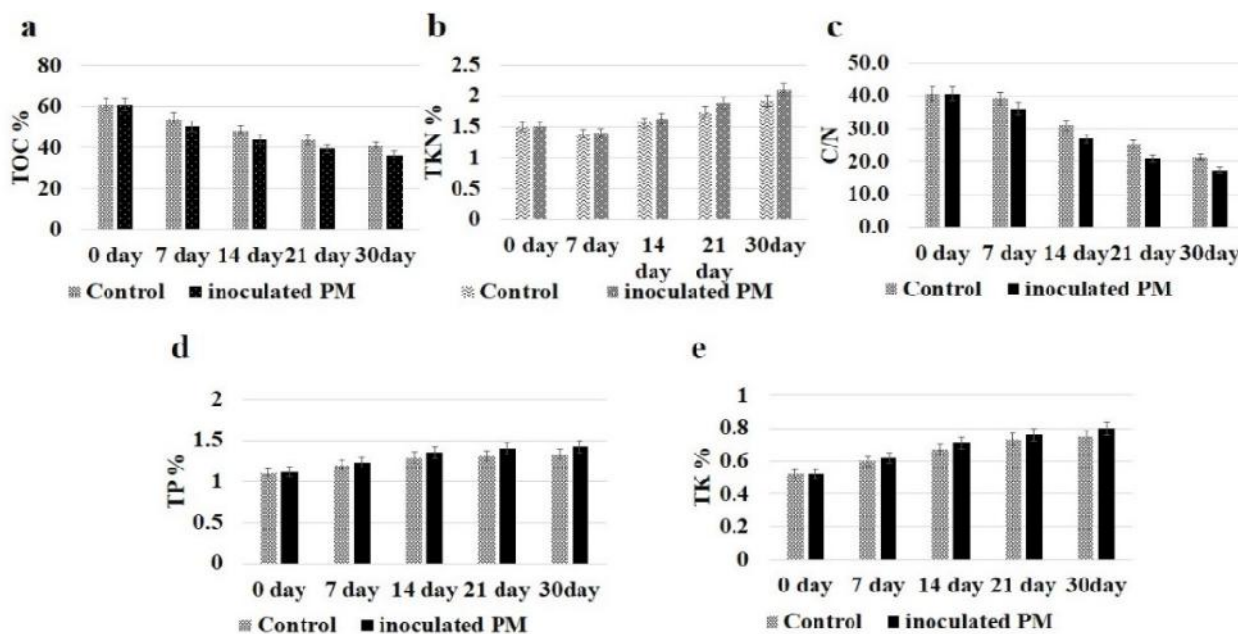 a
80
60
40
20
0
TOC %
0 day 7 day 14 day 21 day 30day
Control inoculated PM
b
2.5
2
1.5
1
0.5
0
TKN %
0 day 7 day 14 day 21 day 30day
Control inoculated PM
c
50.0
40.0
30.0
20.0
10.0
0.0
C/N
0 day 7 day 14 day 21 day 30day
Control inoculated PM
d
2
1.5
1
0.5
0
TP %
0 day 7 day 14 day 21 day 30day
Control inoculated PM
e
1
0.8
0.6
0.4
0.2
0
TK %
0 day 7 day 14 day 21 day 30day
Control inoculated PM